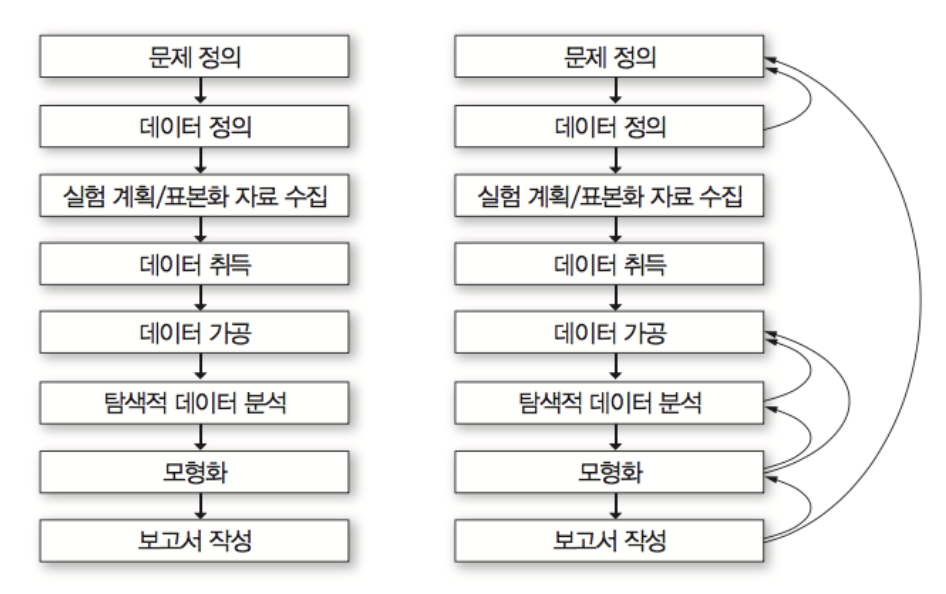 문제 정의
데이터 정의
실험 계획/표본화 자료 수집
데이터 취득
데이터 가공
탐색적 데이터 분석
모형화
보고서 작성
문제 정의
데이터 정의
실험 계획/표본화 자료 수집
데이터 취득
데이터 가공
탐색적 데이터 분석
모형화
보고서 작성